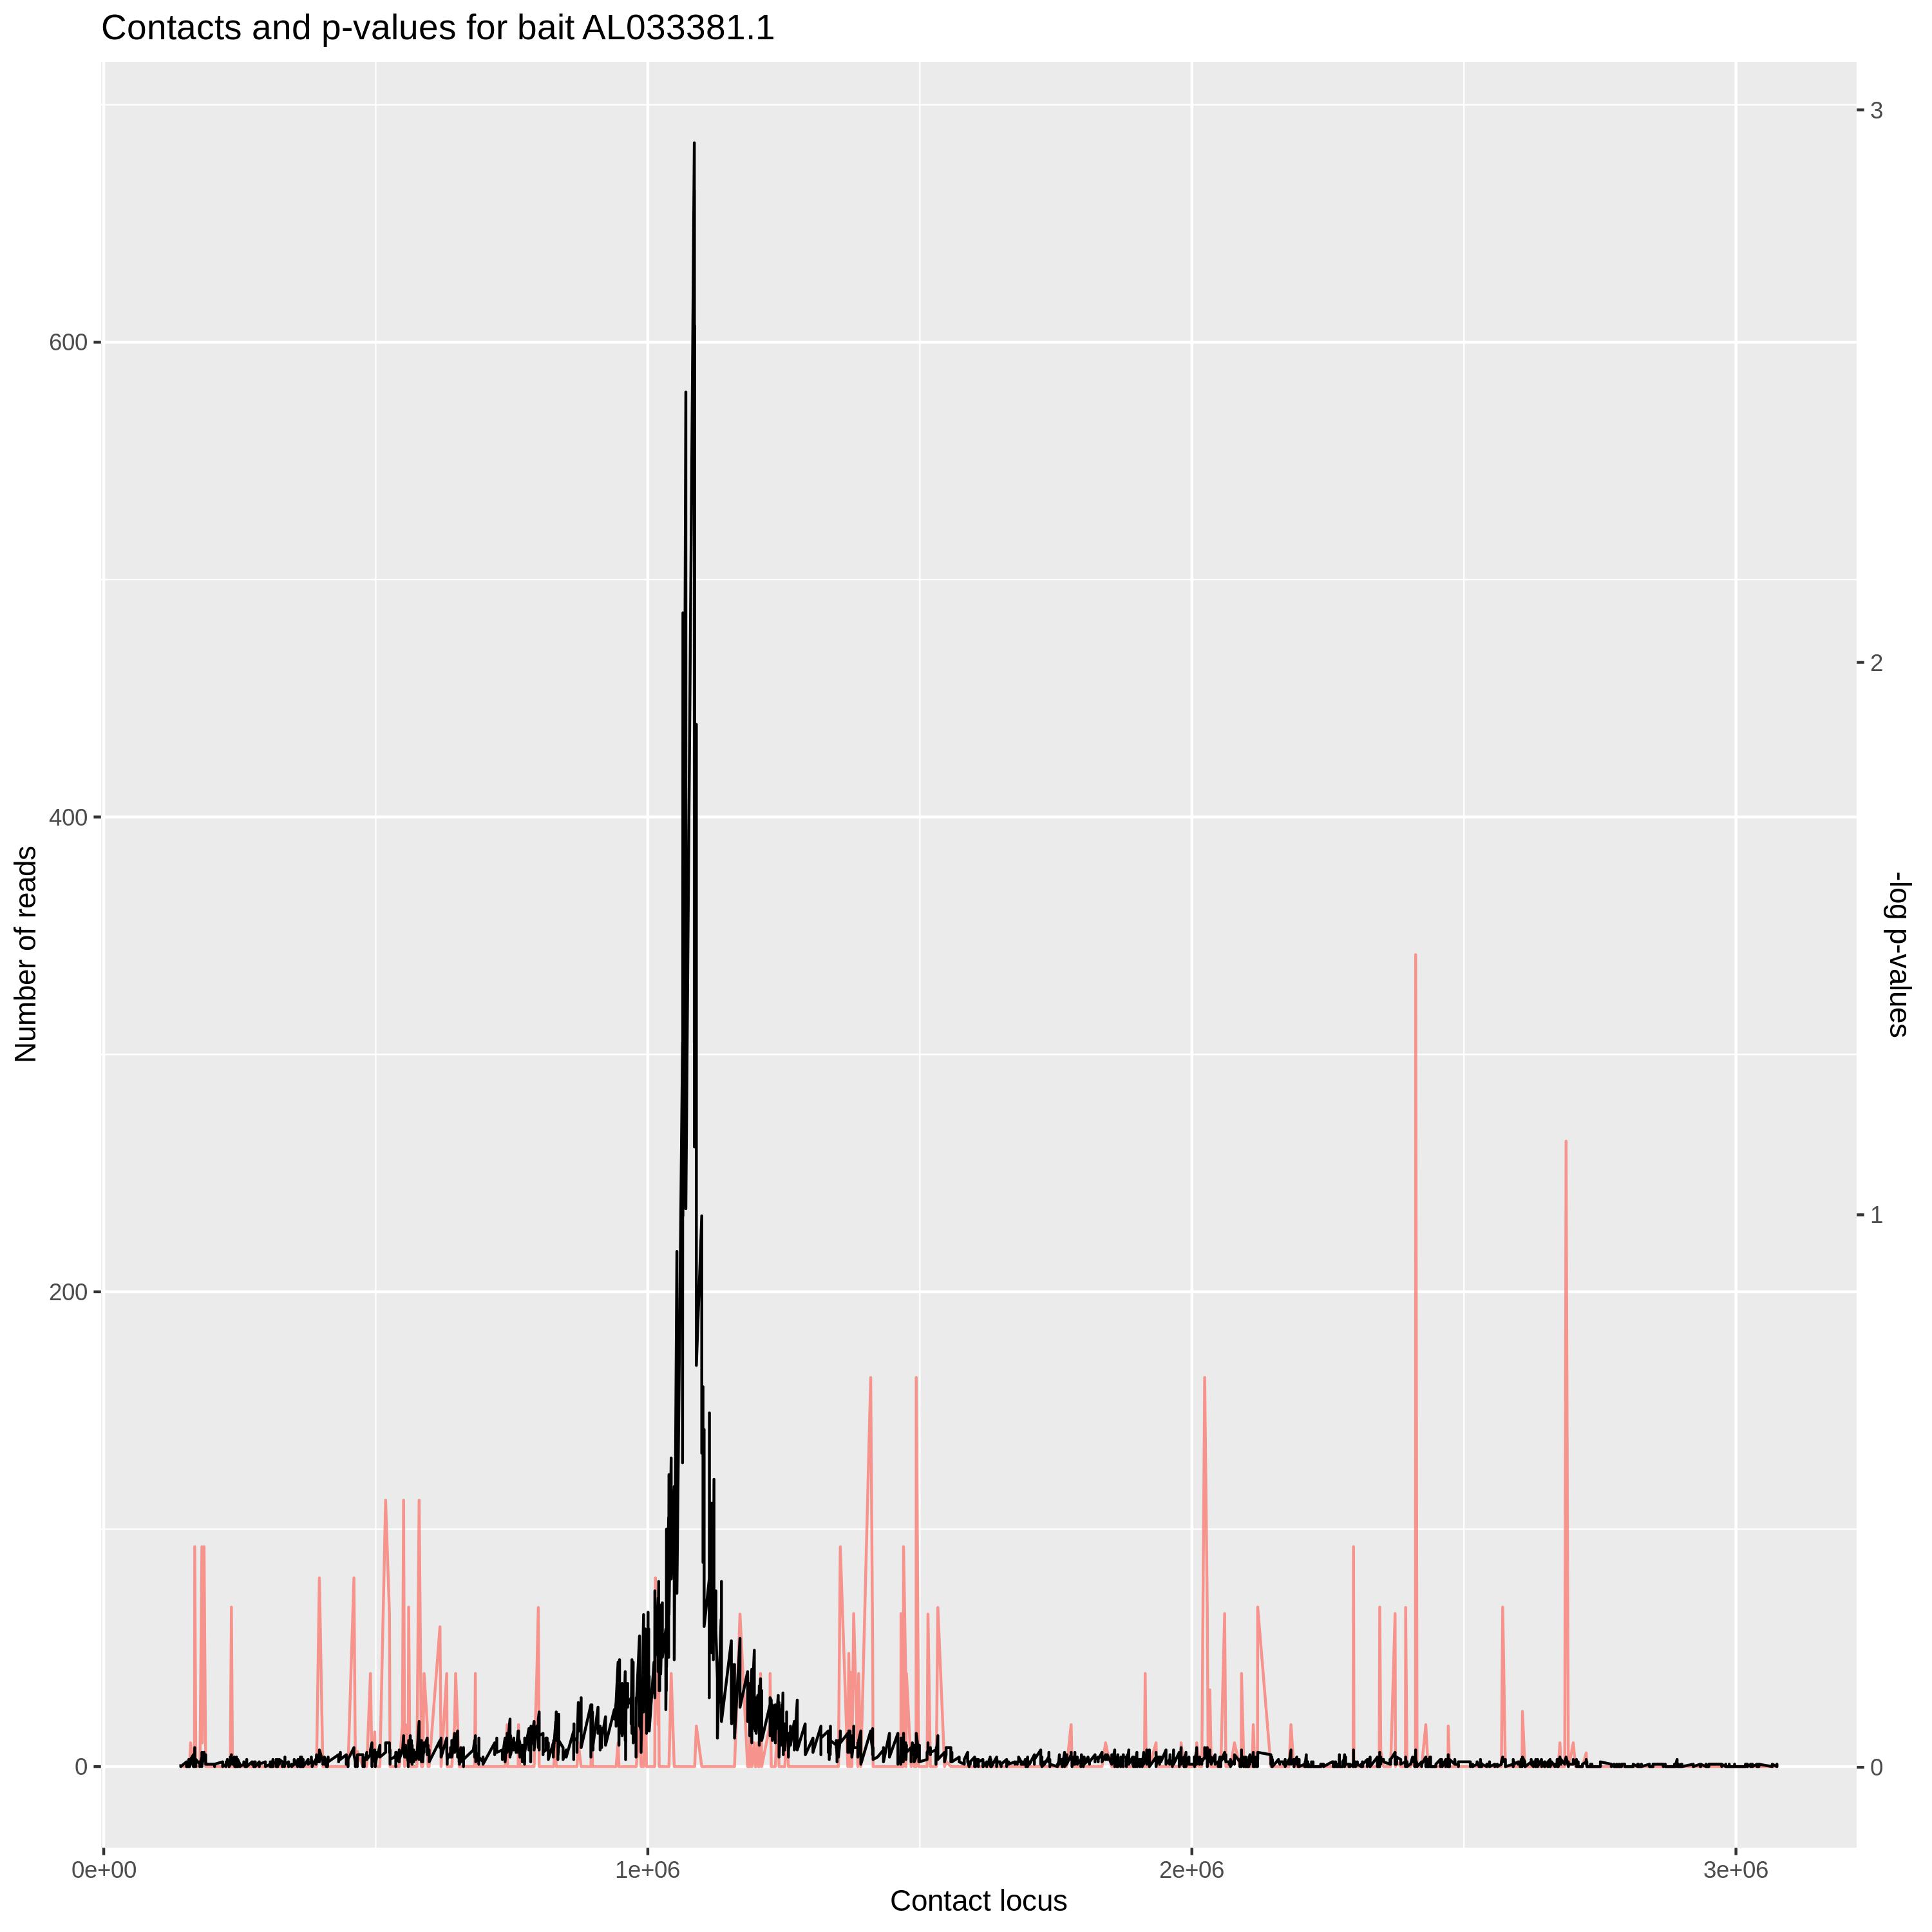 Contacts and p-values for bait AL033381.1
Number of reads
600
400
200
0
3
2
1
0
-log p-values
0e+00
1e+06
2e+06
3e+06
Contact locus